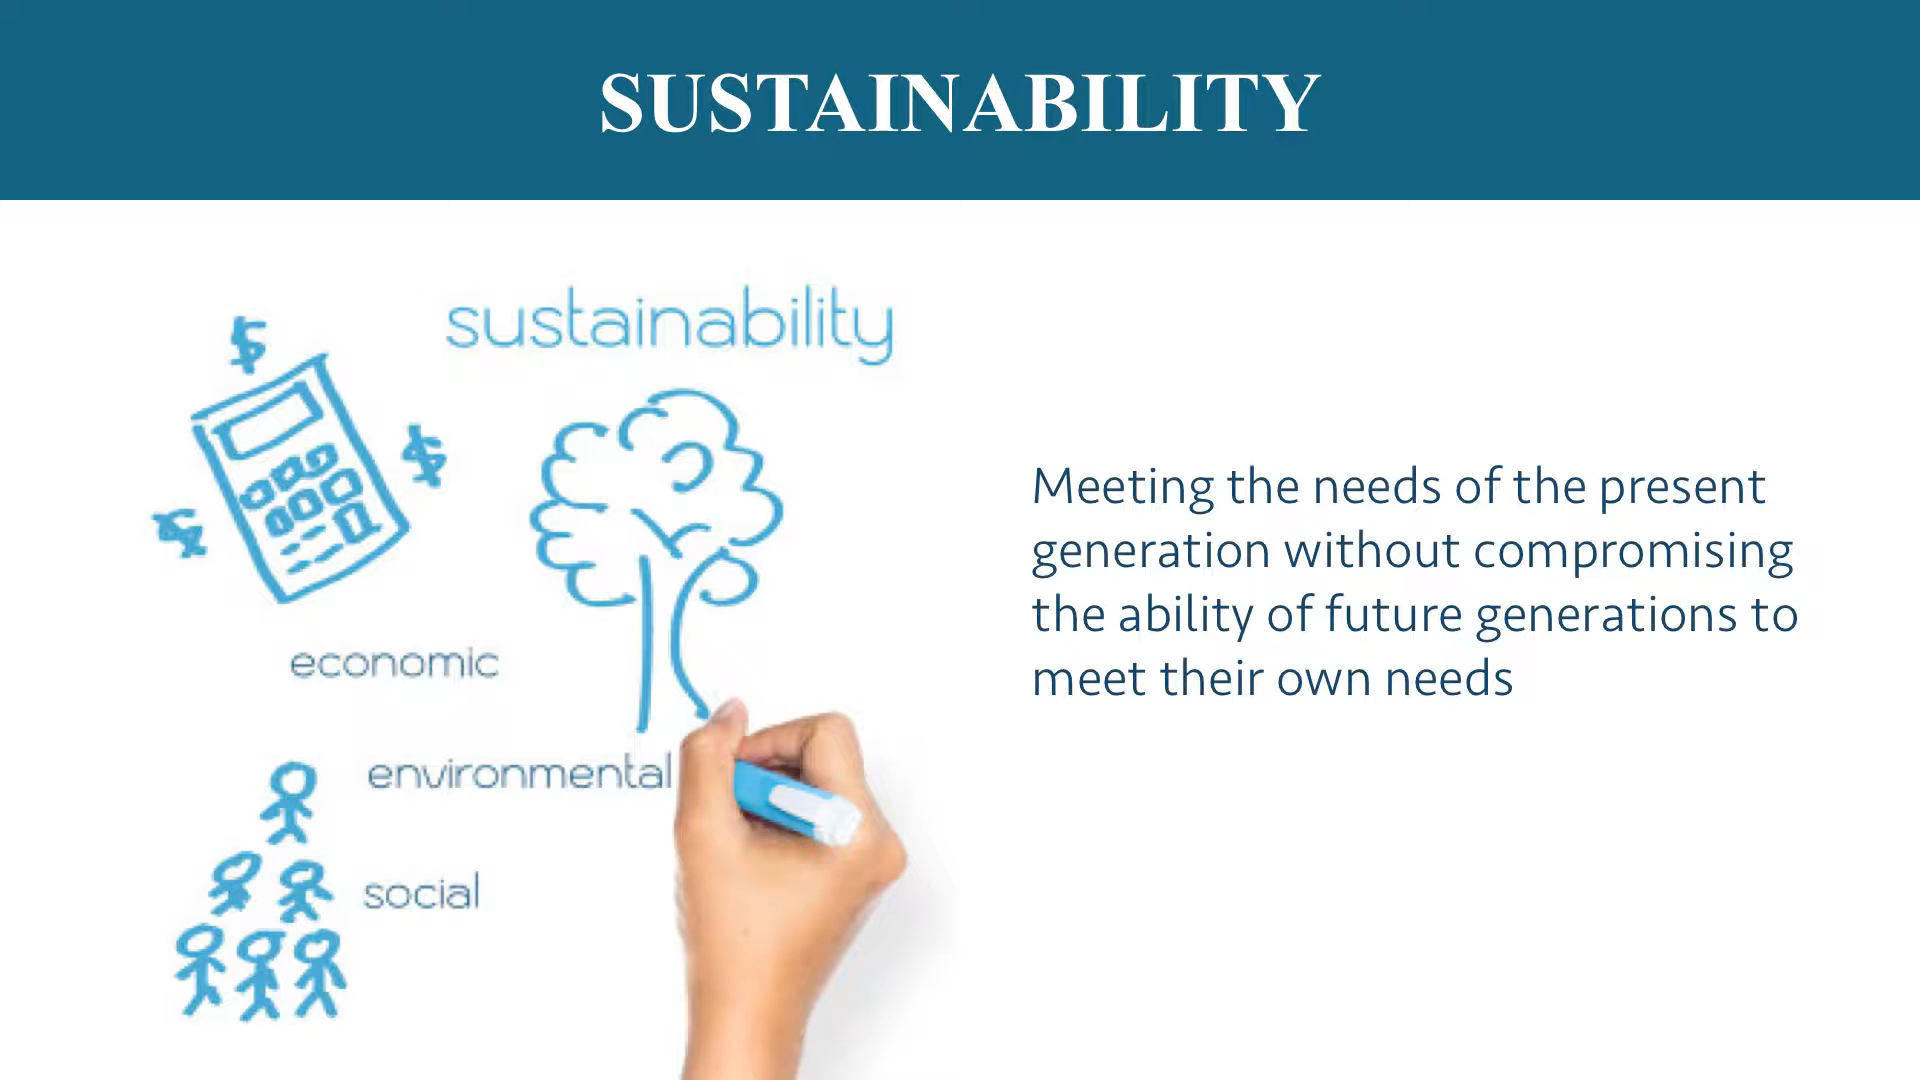 SUSTAINABILITY
sustainability
$
$
$
economic
environmental
social
Meeting the needs of the present
generation without compromising
the ability of future generations to
meet their own needs